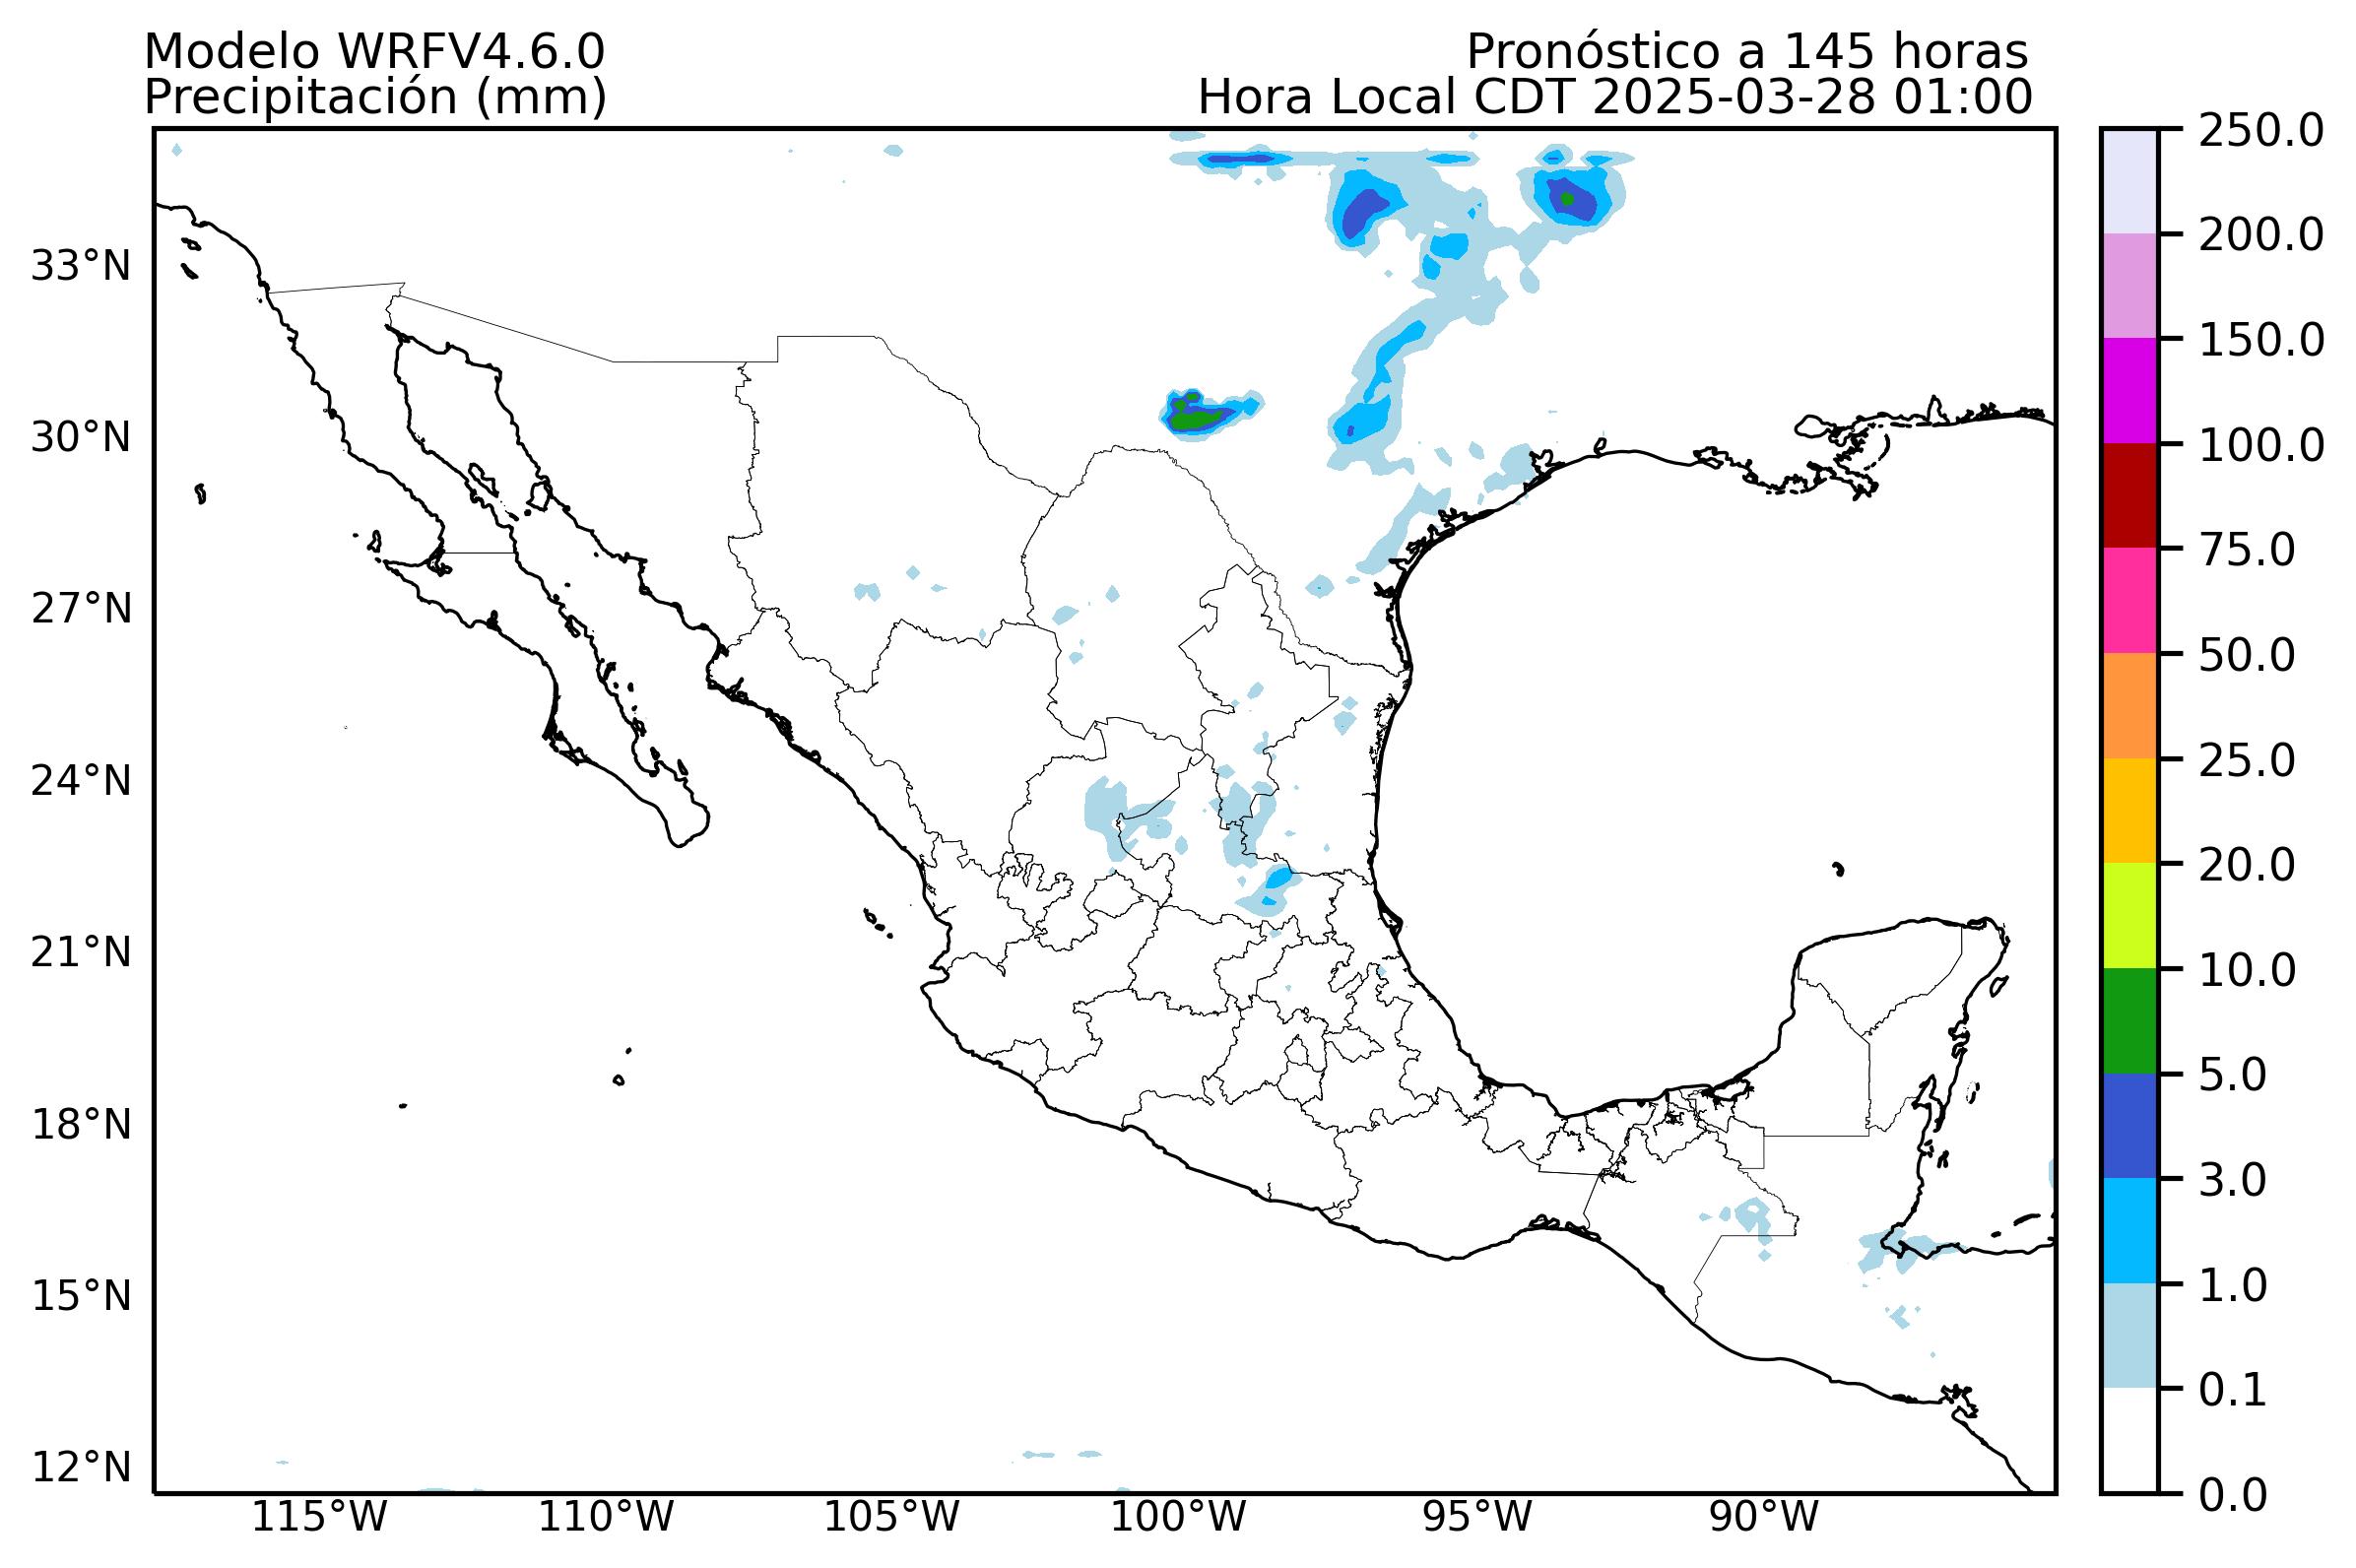 Modelo WRFV4.6.0
Precipitación (mm)
Pronóstico a 145 horas
Hora Local CDT 2025-03-28 01:00
33°N
30°N
27°N
24°N
21°N
18°N
15°N
12°N
115°W
110°W
105°W
100°W
95°W
90°W
250.0
200.0
150.0
100.0
75.0
50.0
25.0
20.0
10.0
5.0
3.0
1.0
0.1
0.0